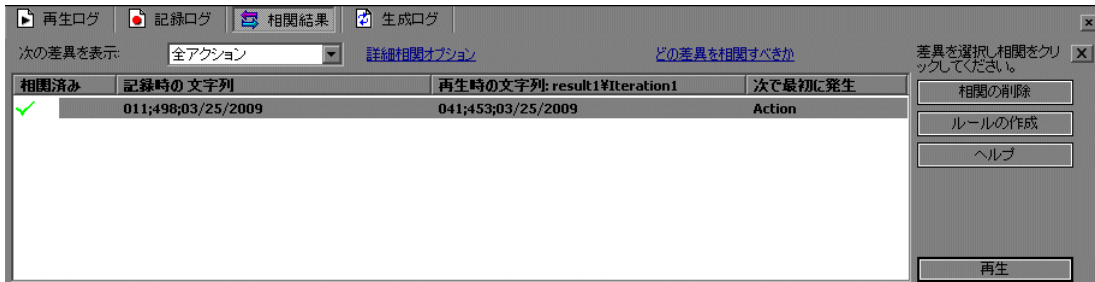 再生ログ 記録ログ 相関結果 生成ログ
次の差異を表示: 全アクション 詳細相関オプション どの差異を相関すべきか
差異を選択し相関をクリ
ックしてください。
相関済み 記録時の文字列 再生時の文字列: result1¥Iteration1 次で最初に発生
011;498;03/25/2009 041;453;03/25/2009 Action
相関の削除
ルールの作成
ヘルプ
再生